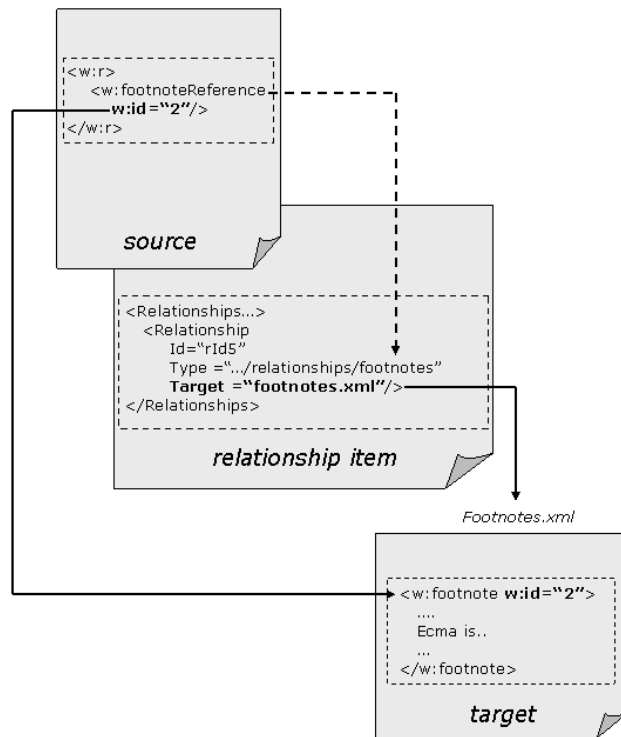 <w:r>
<w:footnoteReference
w:id=“2”/>
</w:r>
source
<Relationships...>
<Relationship
Id=“rId5”
Type =“.../relationships/footnotes”
Target =“footnotes.xml”/>
</Relationships>
relationship item
Footnotes.xml
<w:footnote w:id=“2”>
....
Ecma is..
...
</w:footnote>
target